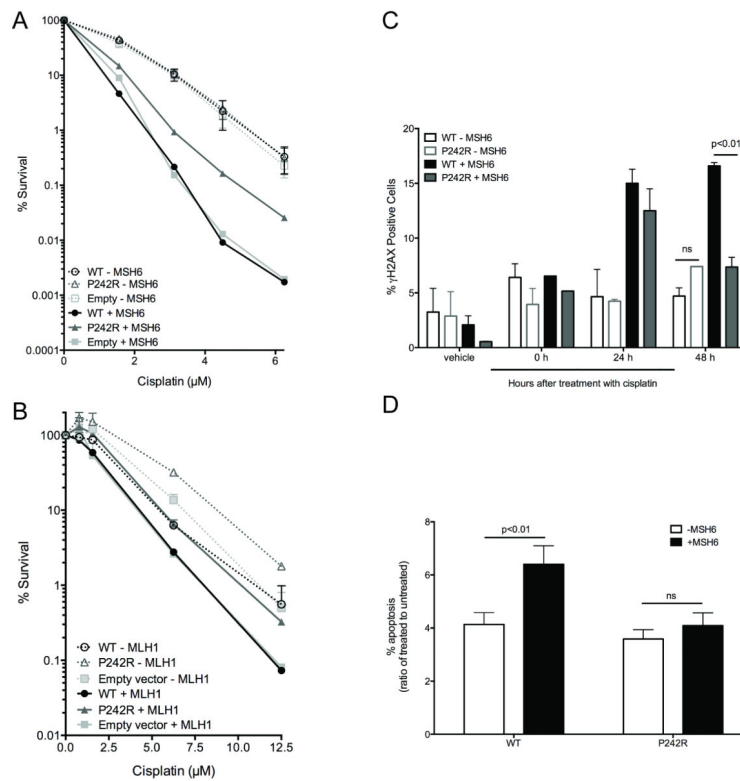 A
100
10
1
0.1
0.01
0.001
0.0001
% Survival
WT - MSH6
P242R - MSH6
Empty - MSH6
WT + MSH6
P242R + MSH6
Empty + MSH6
0
2
4
6
Cisplatin (µM)
B
100
10
1
0.1
0.01
% Survival
WT - MLH1
P242R - MLH1
Empty vector - MLH1
WT + MLH1
P242R + MLH1
Empty vector + MLH1
0.0
2.5
5.0
7.5
10.0
12.5
Cisplatin (µM)
C
20
15
10
5
0
% γH2AX Positive Cells
WT - MSH6
P242R - MSH6
WT + MSH6
P242R + MSH6
p<0.01
ns
vehicle
0 h
24 h
48 h
Hours after treatment with cisplatin
D
8
6
4
2
0
% apoptosis
(ratio of treated to untreated)
-MSH6
+MSH6
p<0.01
ns
WT
P242R